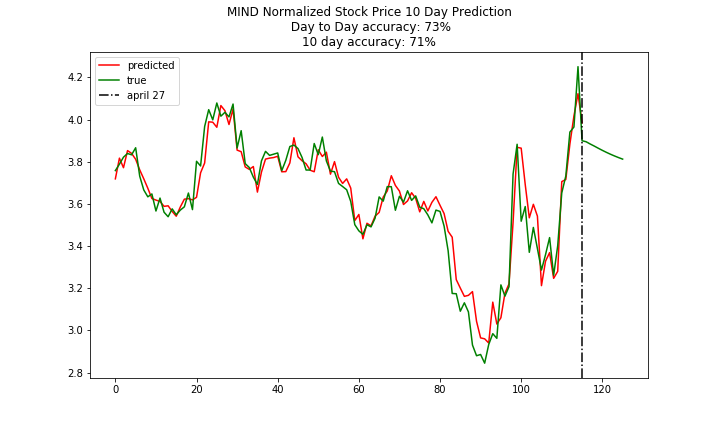 MIND Normalized Stock Price 10 Day Prediction
Day to Day accuracy: 73%
10 day accuracy: 71%
predicted
true
april 27
4.2
4.0
3.8
3.6
3.4
3.2
3.0
2.8
0 20 40 60 80 100 120